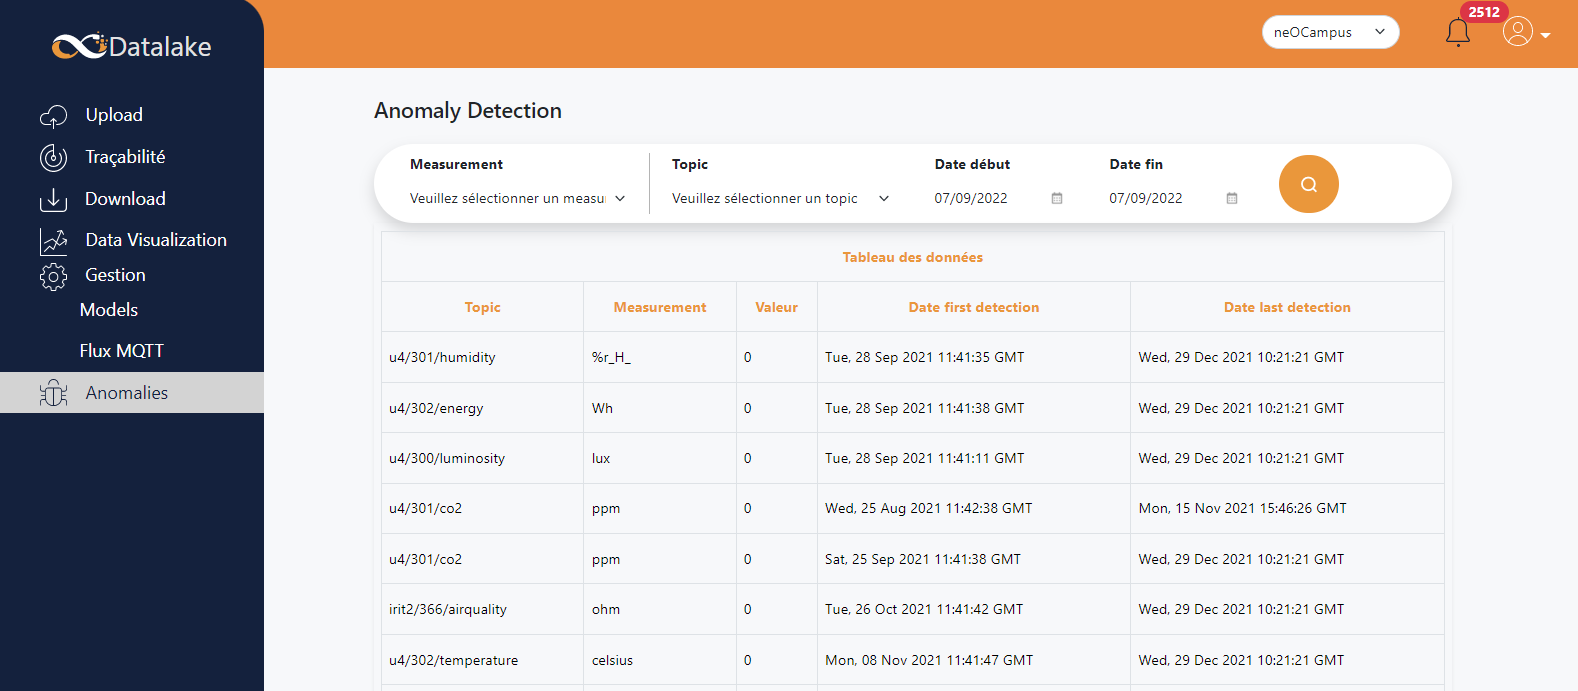 Datalake
neOCampus
2512
Upload
Traçabilité
Download
Data Visualization
Gestion
Models
Flux MQTT
Anomalies
Anomaly Detection
Measurement Topic Date début Date fin
Veuillez sélectionner un measu Veuillez sélectionner un topic 07/09/2022 07/09/2022
Tableau des données
Topic Measurement Valeur Date first detection Date last detection
u4/301/humidity %r_H_ 0 Tue, 28 Sep 2021 11:41:35 GMT Wed, 29 Dec 2021 10:21:21 GMT
u4/302/energy Wh 0 Tue, 28 Sep 2021 11:41:38 GMT Wed, 29 Dec 2021 10:21:21 GMT
u4/300/luminosity lux 0 Tue, 28 Sep 2021 11:41:11 GMT Wed, 29 Dec 2021 10:21:21 GMT
u4/301/co2 ppm 0 Wed, 25 Aug 2021 11:42:38 GMT Mon, 15 Nov 2021 15:46:26 GMT
u4/301/co2 ppm 0 Sat, 25 Sep 2021 11:41:38 GMT Wed, 29 Dec 2021 10:21:21 GMT
irit2/366/airquality ohm 0 Tue, 26 Oct 2021 11:41:42 GMT Wed, 29 Dec 2021 10:21:21 GMT
u4/302/temperature celsius 0 Mon, 08 Nov 2021 11:41:47 GMT Wed, 29 Dec 2021 10:21:21 GMT